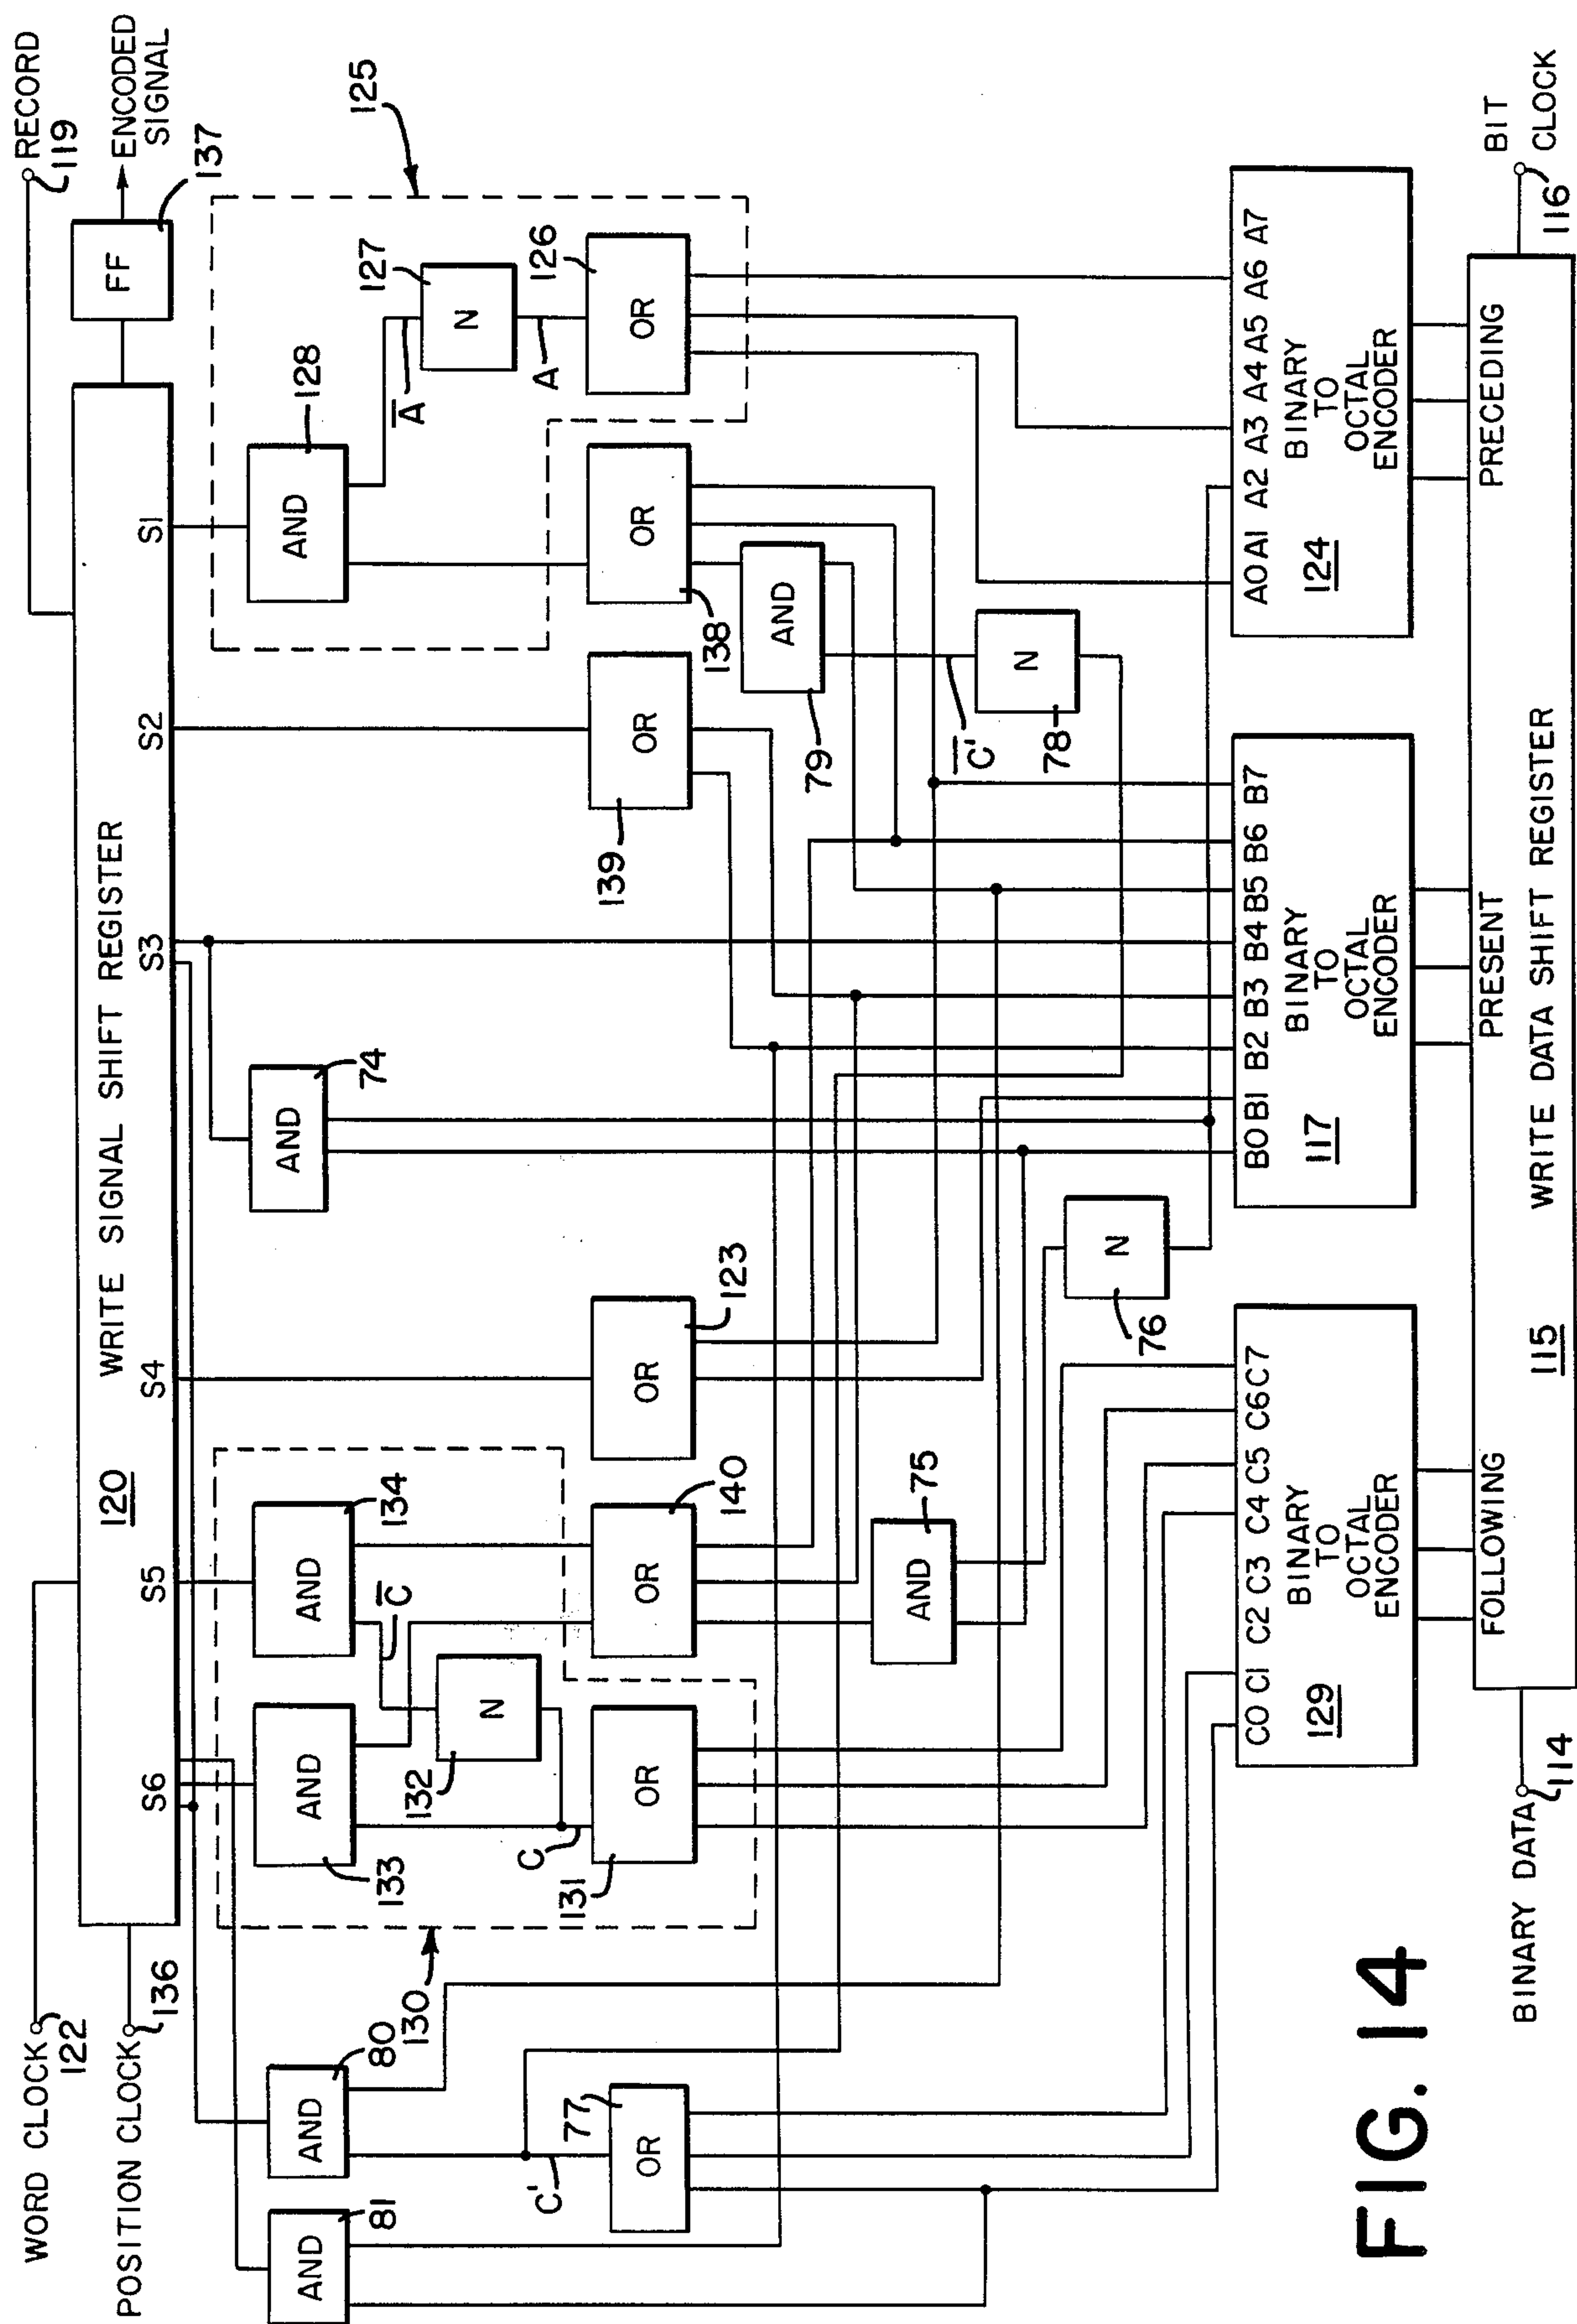 WORD CLOCK
122
POSITION CLOCK
136
RECORD
119
ENCODED
SIGNAL
FF
137
WRITE SIGNAL SHIFT REGISTER
120
S6
S5
S4
S3
S2
S1
125
AND
81
AND
80
130
AND
133
AND
134
C̅
AND
74
AND
128
A̅
N
127
A
OR
126
N
132
C
OR
131
OR
140
OR
123
OR
139
OR
138
OR
77
C'
AND
75
AND
79
C̅'
N
78
N
76
C0 C1 C2 C3 C4 C5 C6 C7
BINARY
TO
OCTAL
ENCODER
129
B0 B1 B2 B3 B4 B5 B6 B7
BINARY
TO
OCTAL
ENCODER
117
A0 A1 A2 A3 A4 A5 A6 A7
BINARY
TO
OCTAL
ENCODER
124
FOLLOWING
PRESENT
PRECEDING
115
WRITE DATA SHIFT REGISTER
BINARY DATA
114
BIT
CLOCK
116
FIG. 14